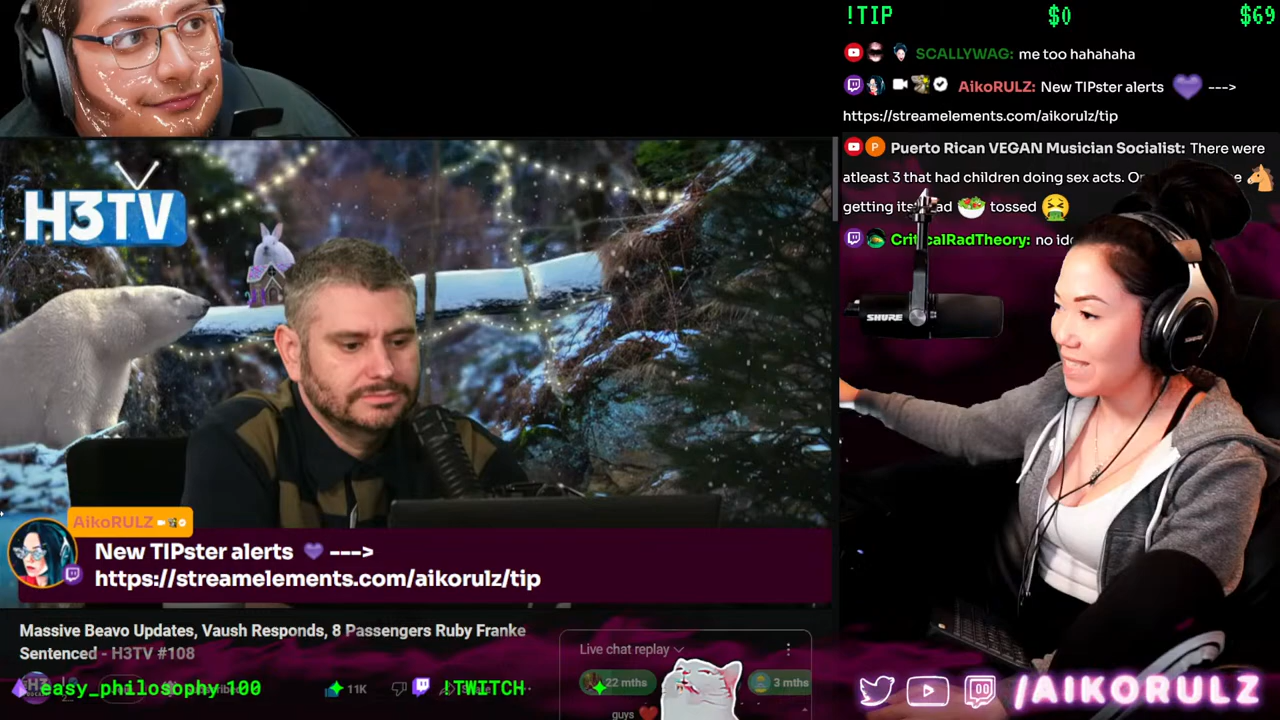 !TIP $0 $69
SCALLYWAG: me too hahahaha
AikoRULZ: New TIPster alerts 💜 --->
https://streamelements.com/aikorulz/tip
P Puerto Rican VEGAN Musician Socialist: There were
atleast 3 that had children doing sex acts. O
getting its ad 🥗 tossed 🤮
CriticalRadTheory: no
SHURE
H3TV
AikoRULZ
New TIPster alerts 💜 --->
https://streamelements.com/aikorulz/tip
Massive Beavo Updates, Vaush Responds, 8 Passengers Ruby Franke
Sentenced - H3TV #108
easy_philosophy 100
11K
!TWITCH
Live chat replay
22 mths
3 mths
guys ❤️
/AIKORULZ